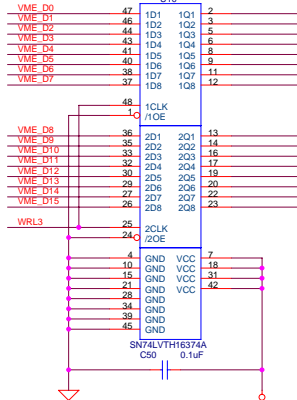 VME_D0 47 1D1 1Q1 2
VME_D1 46 1D2 1Q2 3
VME_D2 44 1D3 1Q3 5
VME_D3 43 1D4 1Q4 6
VME_D4 41 1D5 1Q5 8
VME_D5 40 1D6 1Q6 9
VME_D6 38 1D7 1Q7 11
VME_D7 37 1D8 1Q8 12
48 1CLK
1 /1OE
VME_D8 36 2D1 2Q1 13
VME_D9 35 2D2 2Q2 14
VME_D10 33 2D3 2Q3 16
VME_D11 32 2D4 2Q4 17
VME_D12 30 2D5 2Q5 19
VME_D13 29 2D6 2Q6 20
VME_D14 27 2D7 2Q7 22
VME_D15 26 2D8 2Q8 23
WRL3 25 2CLK
24 /2OE
4 GND VCC 7
10 GND VCC 18
15 GND VCC 31
21 GND VCC 42
28 GND
34 GND
39 GND
45 GND
SN74LVTH16374A
C50 0.1uF